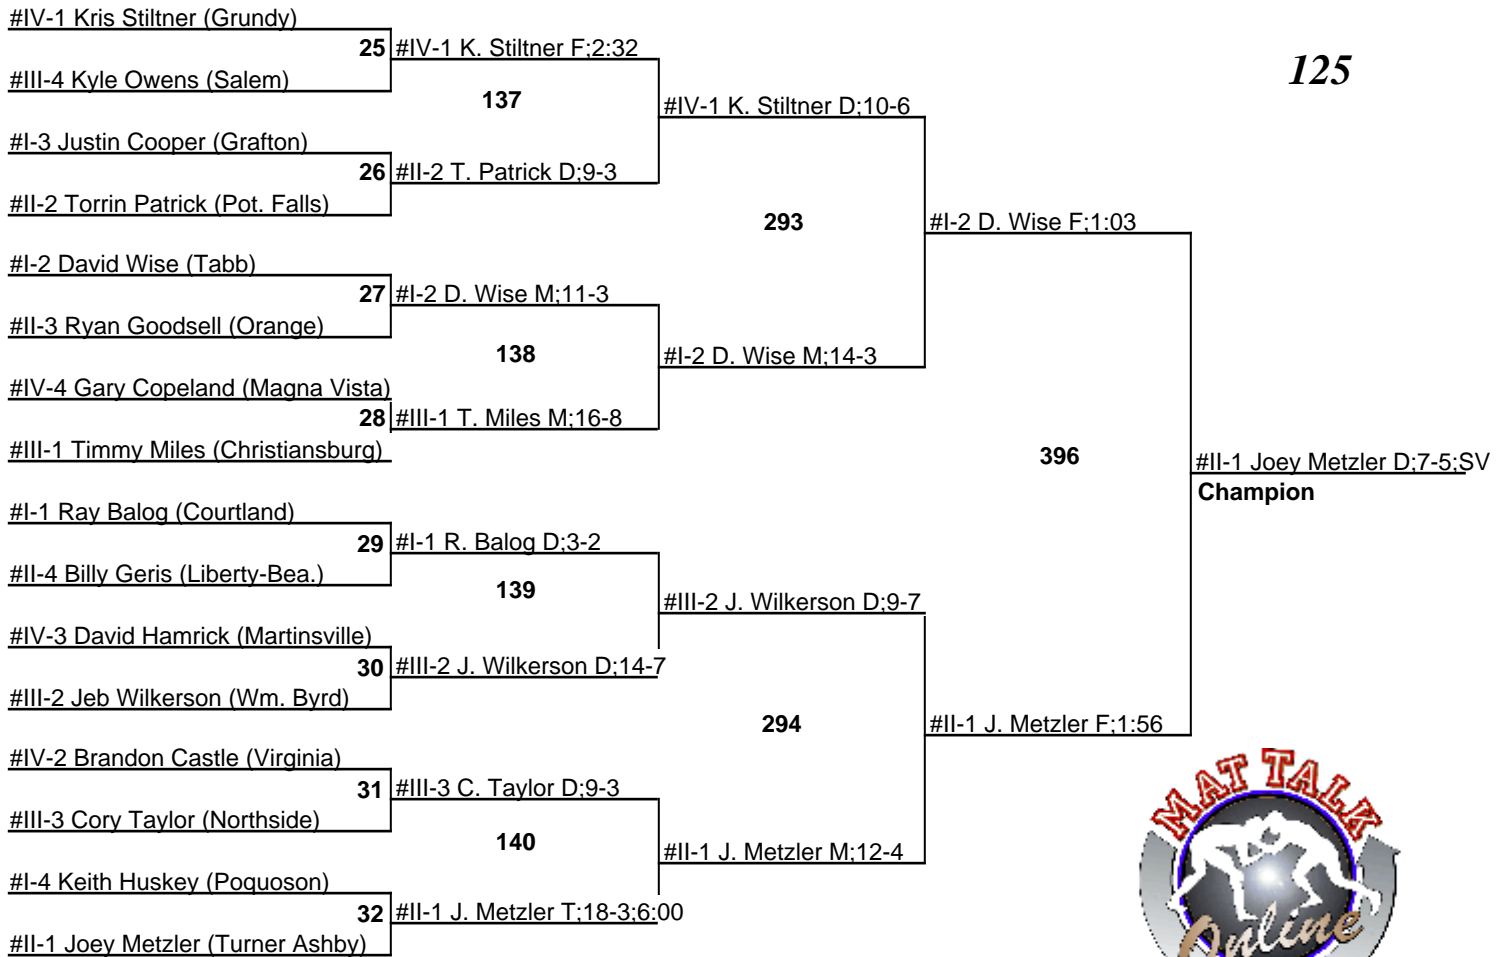 #IV-1 Kris Stiltner (Grundy)
25 #IV-1 K. Stiltner F;2:32
#III-4 Kyle Owens (Salem)
125
137
#IV-1 K. Stiltner D;10-6
#I-3 Justin Cooper (Grafton)
26 #II-2 T. Patrick D;9-3
#II-2 Torrin Patrick (Pot. Falls)
293
#I-2 D. Wise F;1:03
#I-2 David Wise (Tabb)
27 #I-2 D. Wise M;11-3
#II-3 Ryan Goodsell (Orange)
138
#I-2 D. Wise M;14-3
#IV-4 Gary Copeland (Magna Vista)
28 #III-1 T. Miles M;16-8
#III-1 Timmy Miles (Christiansburg)
396
#II-1 Joey Metzler D;7-5;SV
Champion
#I-1 Ray Balog (Courtland)
29 #I-1 R. Balog D;3-2
#II-4 Billy Geris (Liberty-Bea.)
139
#III-2 J. Wilkerson D;9-7
#IV-3 David Hamrick (Martinsville)
30 #III-2 J. Wilkerson D;14-7
#III-2 Jeb Wilkerson (Wm. Byrd)
294
#II-1 J. Metzler F;1:56
#IV-2 Brandon Castle (Virginia)
31 #III-3 C. Taylor D;9-3
#III-3 Cory Taylor (Northside)
140
#II-1 J. Metzler M;12-4
#I-4 Keith Huskey (Poquoson)
32 #II-1 J. Metzler T;18-3;6:00
#II-1 Joey Metzler (Turner Ashby)
MAT TALK
Online